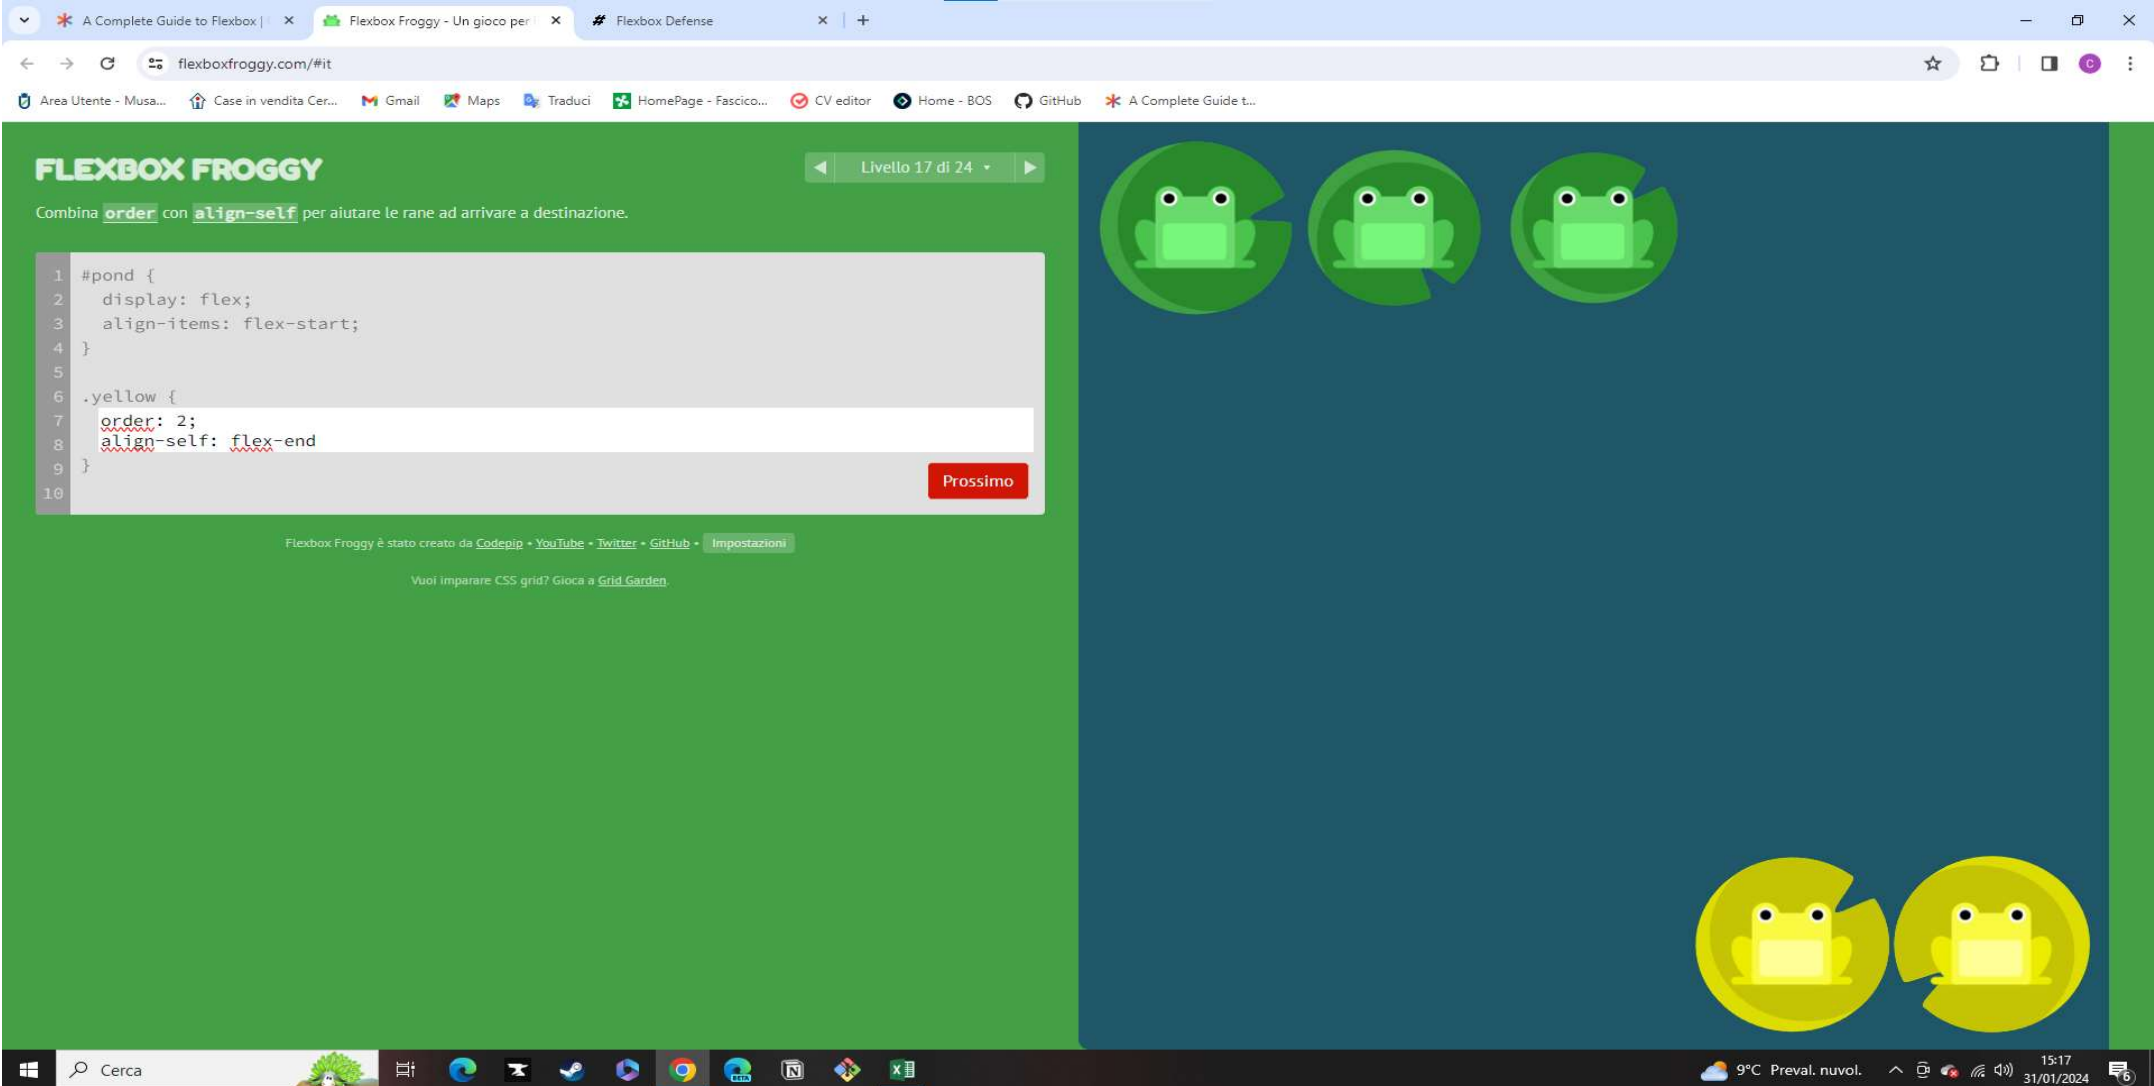 A Complete Guide to Flexbox |
Flexbox Froggy - Un gioco per i
Flexbox Defense
flexboxfroggy.com/#it
C
Area Utente - Musa...
Case in vendita Cer...
Gmail
Maps
Traduci
HomePage - Fascico...
CV editor
Home - BOS
GitHub
A Complete Guide t...
FLEXBOX FROGGY
Livello 17 di 24
Combina order con align-self per aiutare le rane ad arrivare a destinazione.
1 #pond {
2 display: flex;
3 align-items: flex-start;
4 }
5
6 .yellow {
7 order: 2;
8 align-self: flex-end
9 }
10
Prossimo
Flexbox Froggy è stato creato da Codepip • YouTube • Twitter • GitHub • Impostazioni
Vuoi imparare CSS grid? Gioca a Grid Garden.
Cerca
BETA
9°C Preval. nuvol.
15:17
31/01/2024
6